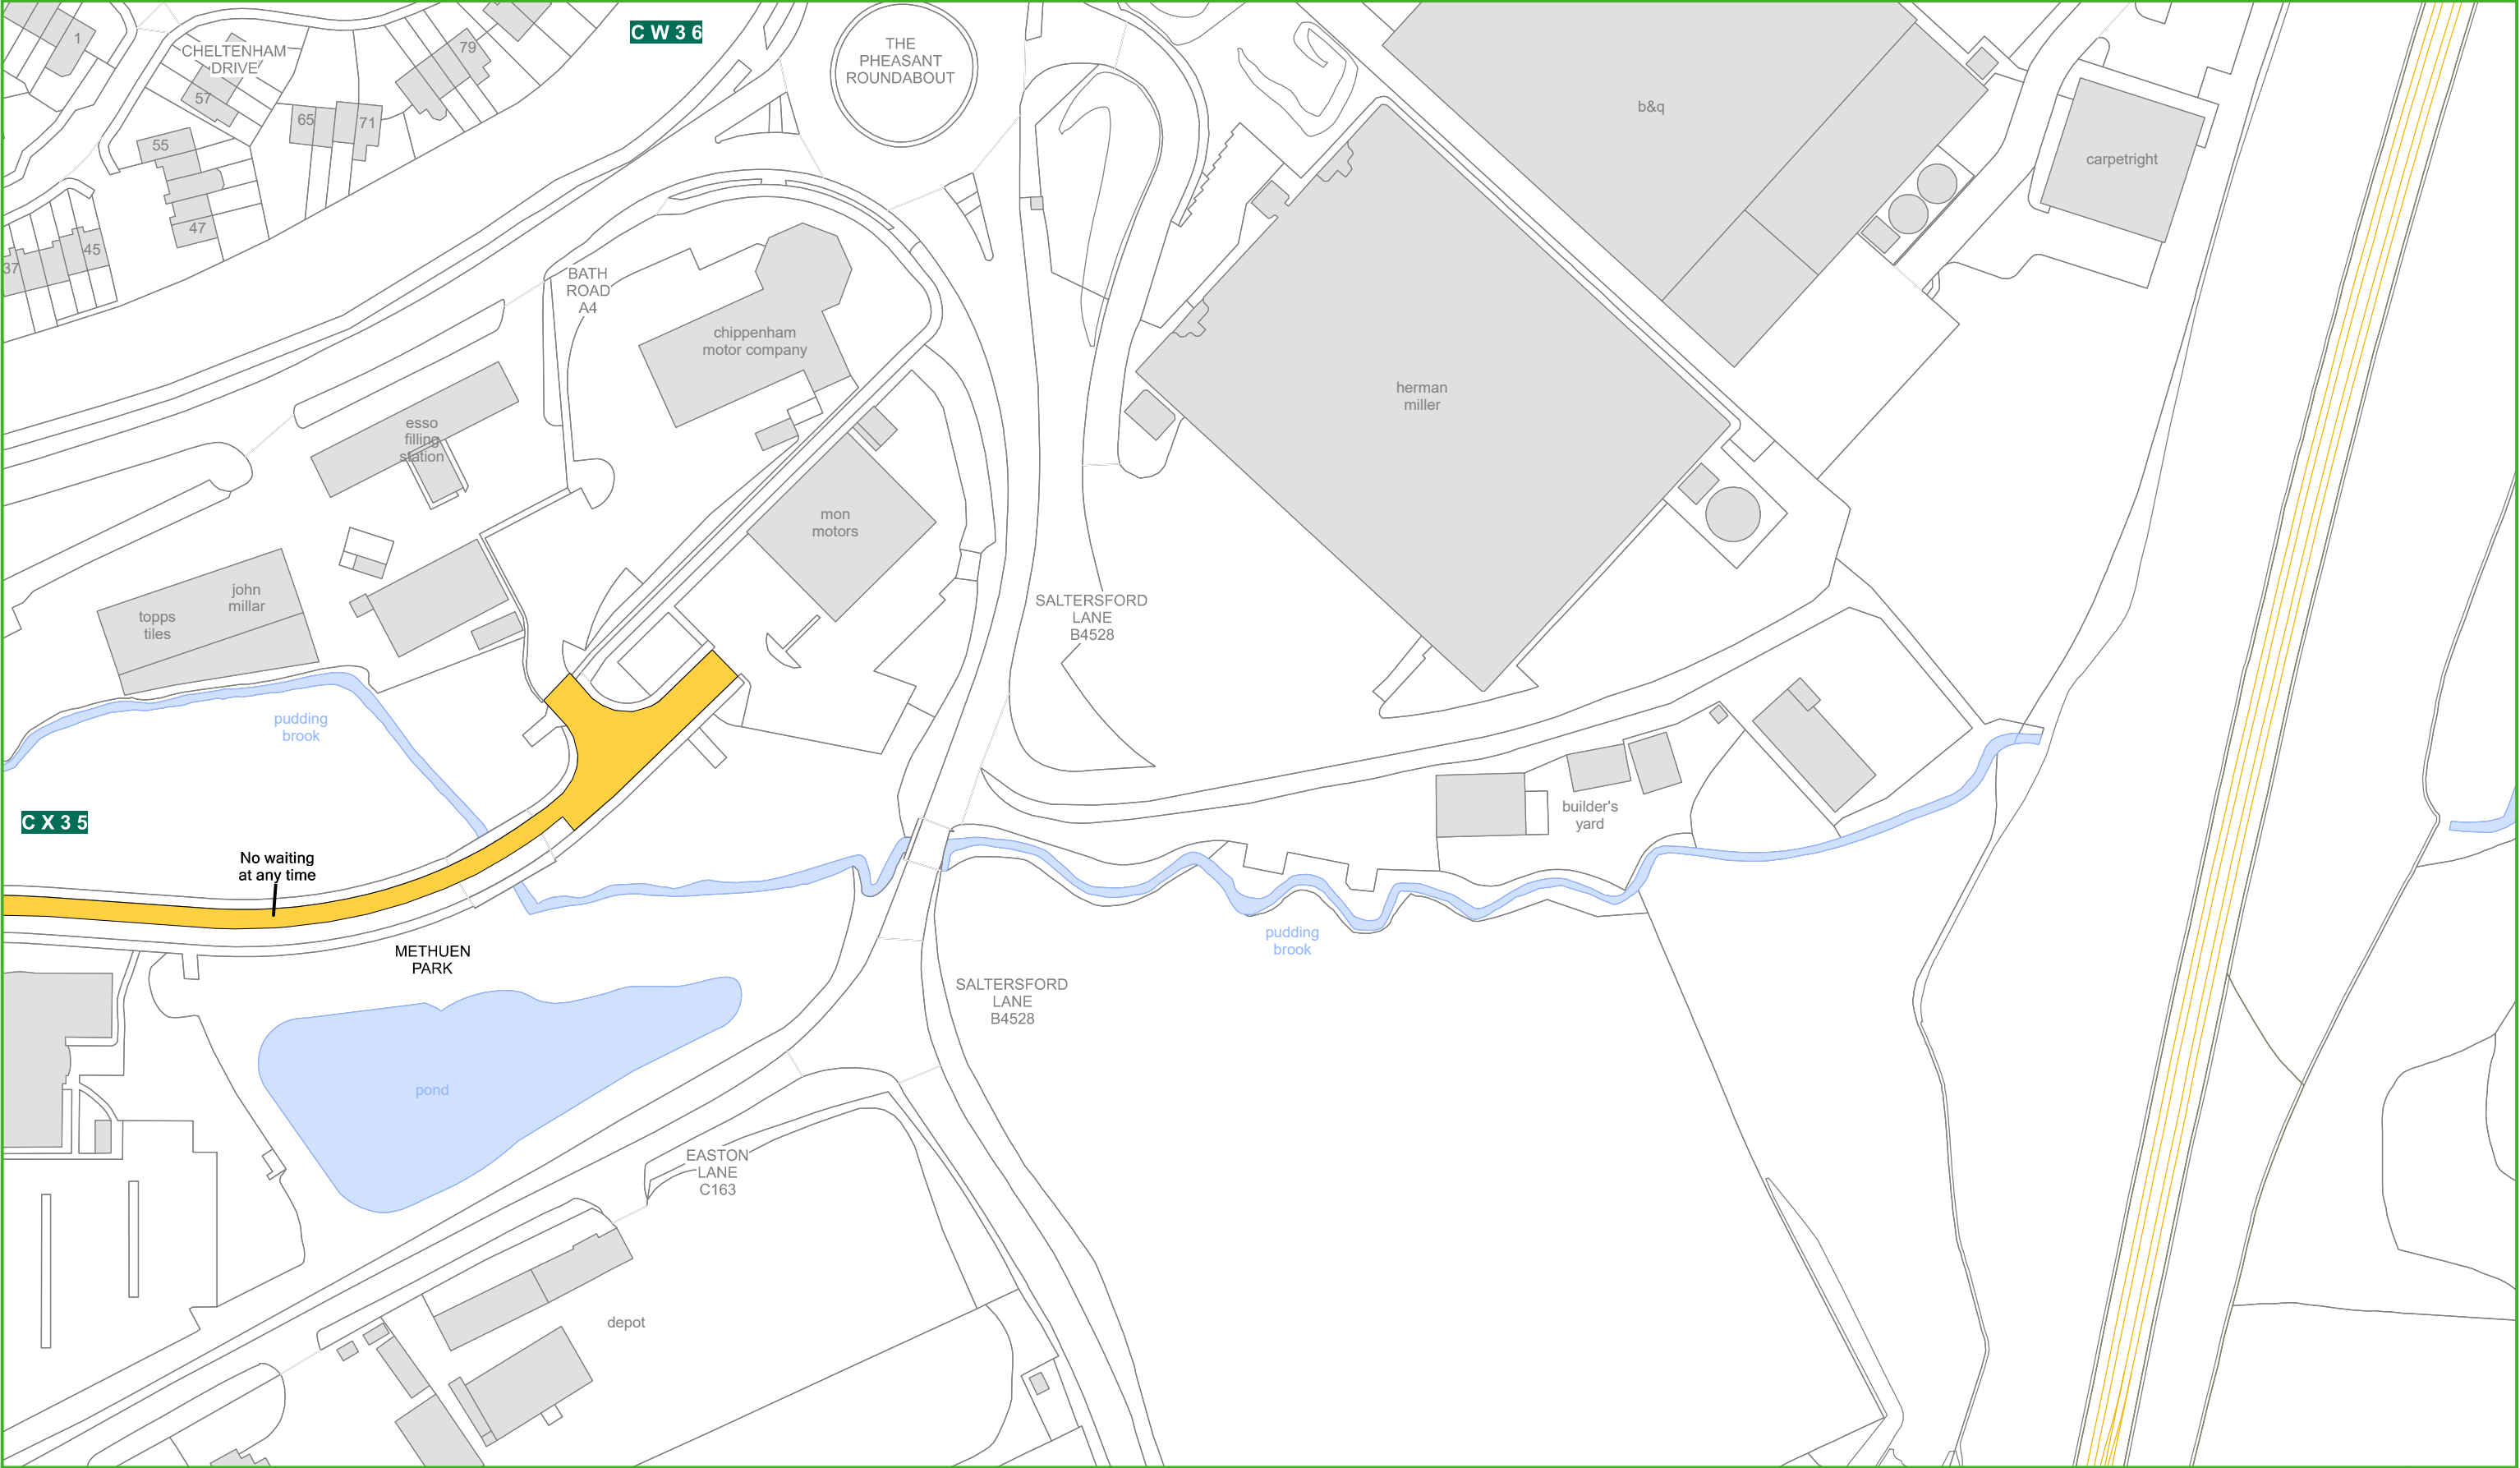 C W 3 6
1
CHELTENHAM
DRIVE
79
57
65
71
55
47
45
37
THE
PHEASANT
ROUNDABOUT
b&q
carpetright
BATH
ROAD
A4
chippenham
motor company
herman
miller
esso
filling
station
mon
motors
john
millar
topps
tiles
SALTERSFORD
LANE
B4528
pudding
brook
C X 3 5
builder's
yard
No waiting
at any time
METHUEN
PARK
pudding
brook
SALTERSFORD
LANE
B4528
pond
EASTON
LANE
C163
depot